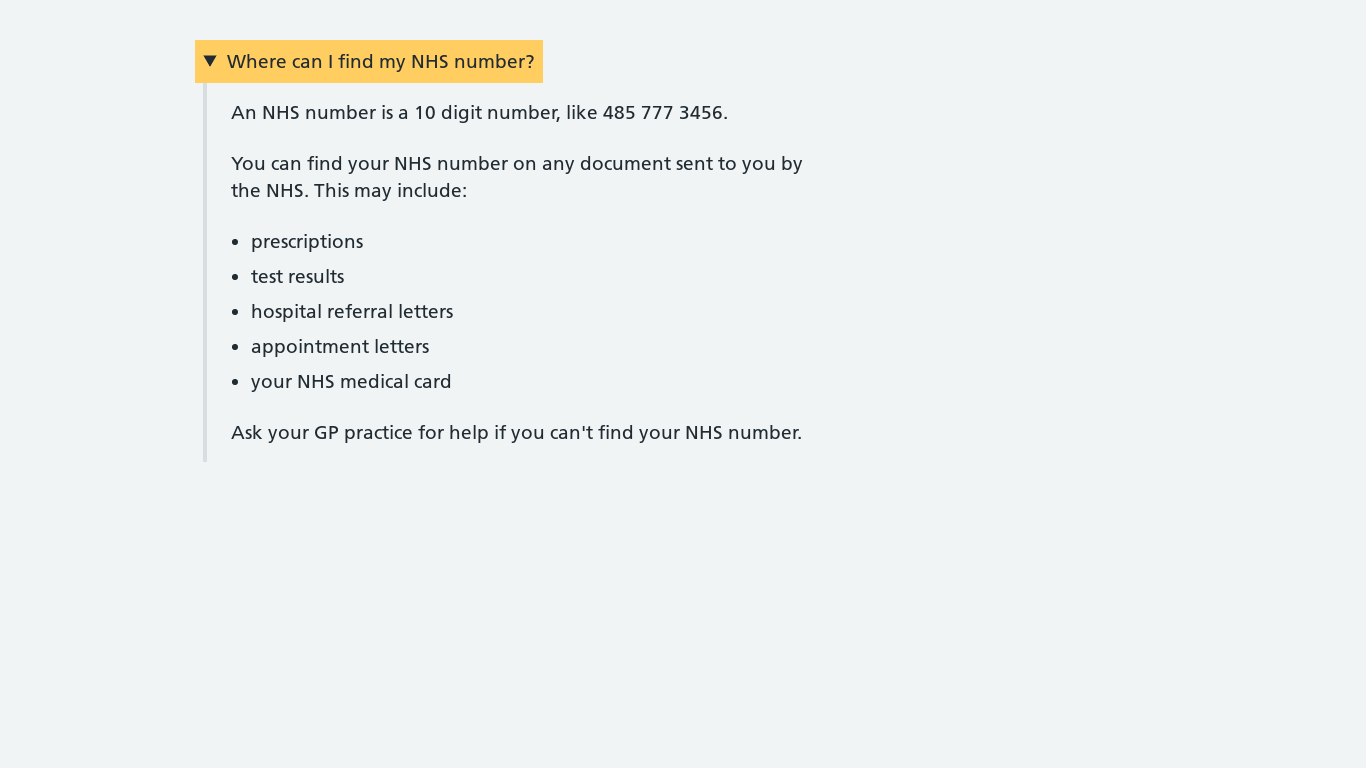 Where can I find my NHS number?
An NHS number is a 10 digit number, like 485 777 3456.
You can find your NHS number on any document sent to you by
the NHS. This may include:
prescriptions
test results
hospital referral letters
appointment letters
your NHS medical card
Ask your GP practice for help if you can't find your NHS number.